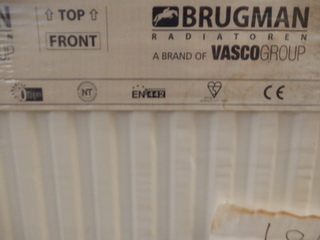 TOP
FRONT
BRUGMAN
RADIATOREN
A BRAND OF VASCOGROUP
NT
EN 442
CE